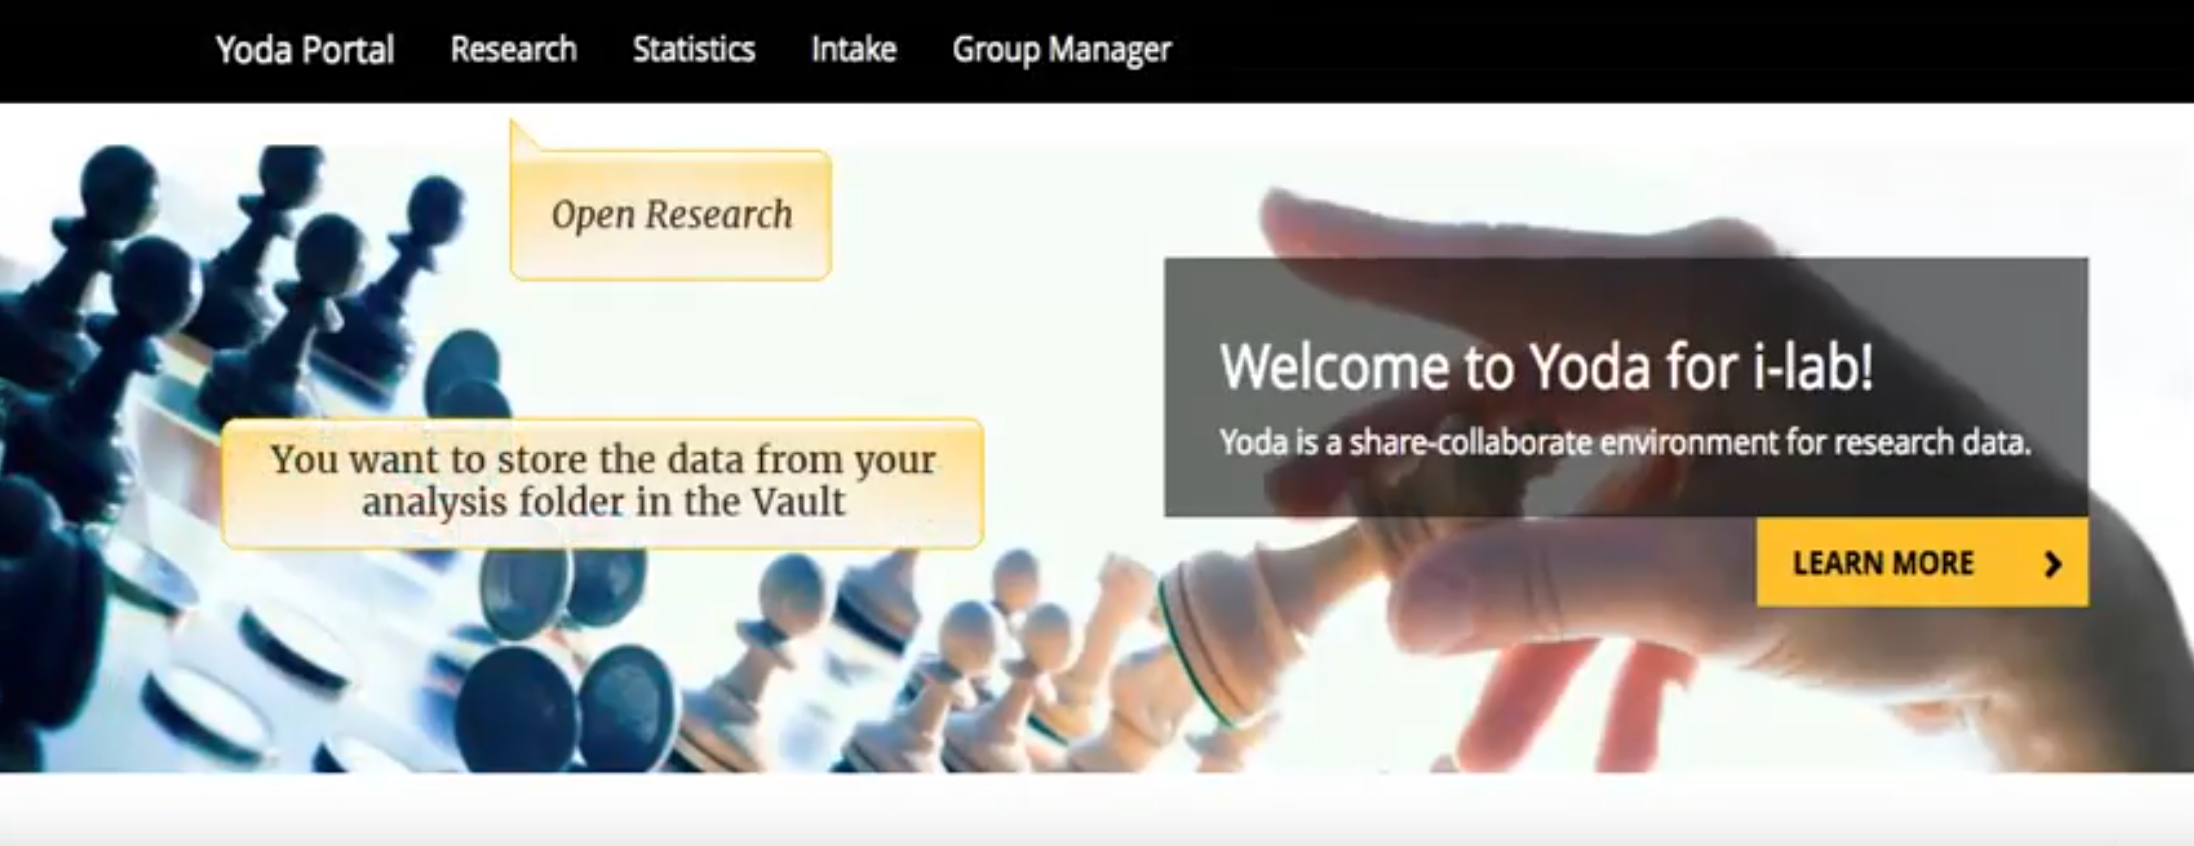 Yoda Portal Research Statistics Intake Group Manager
Open Research
You want to store the data from your
analysis folder in the Vault
Welcome to Yoda for i-lab!
Yoda is a share-collaborate environment for research data.
LEARN MORE